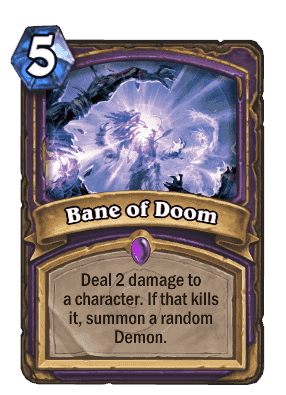 5
Bane of Doom
Deal 2 damage to
a character. If that kills
it, summon a random
Demon.